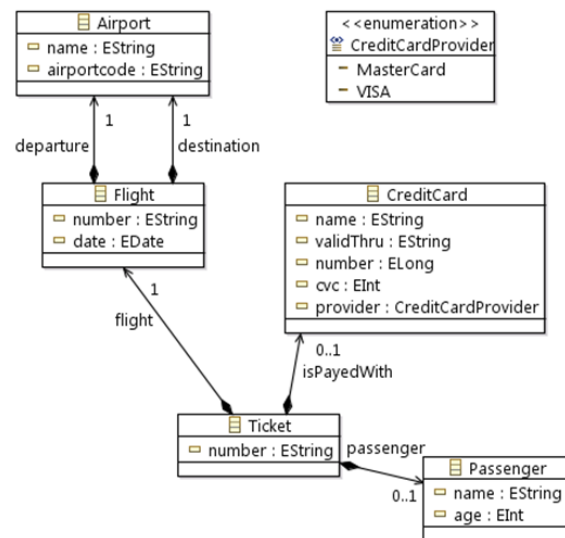 Airport
name : EString
airportcode : EString
<<enumeration>>
CreditCardProvider
MasterCard
VISA
1
1
departure
destination
Flight
number : EString
date : EDate
CreditCard
name : EString
validThru : EString
number : ELong
cvc : EInt
provider : CreditCardProvider
1
flight
0..1
isPayedWith
Ticket
number : EString
passenger
0..1
Passenger
name : EString
age : EInt